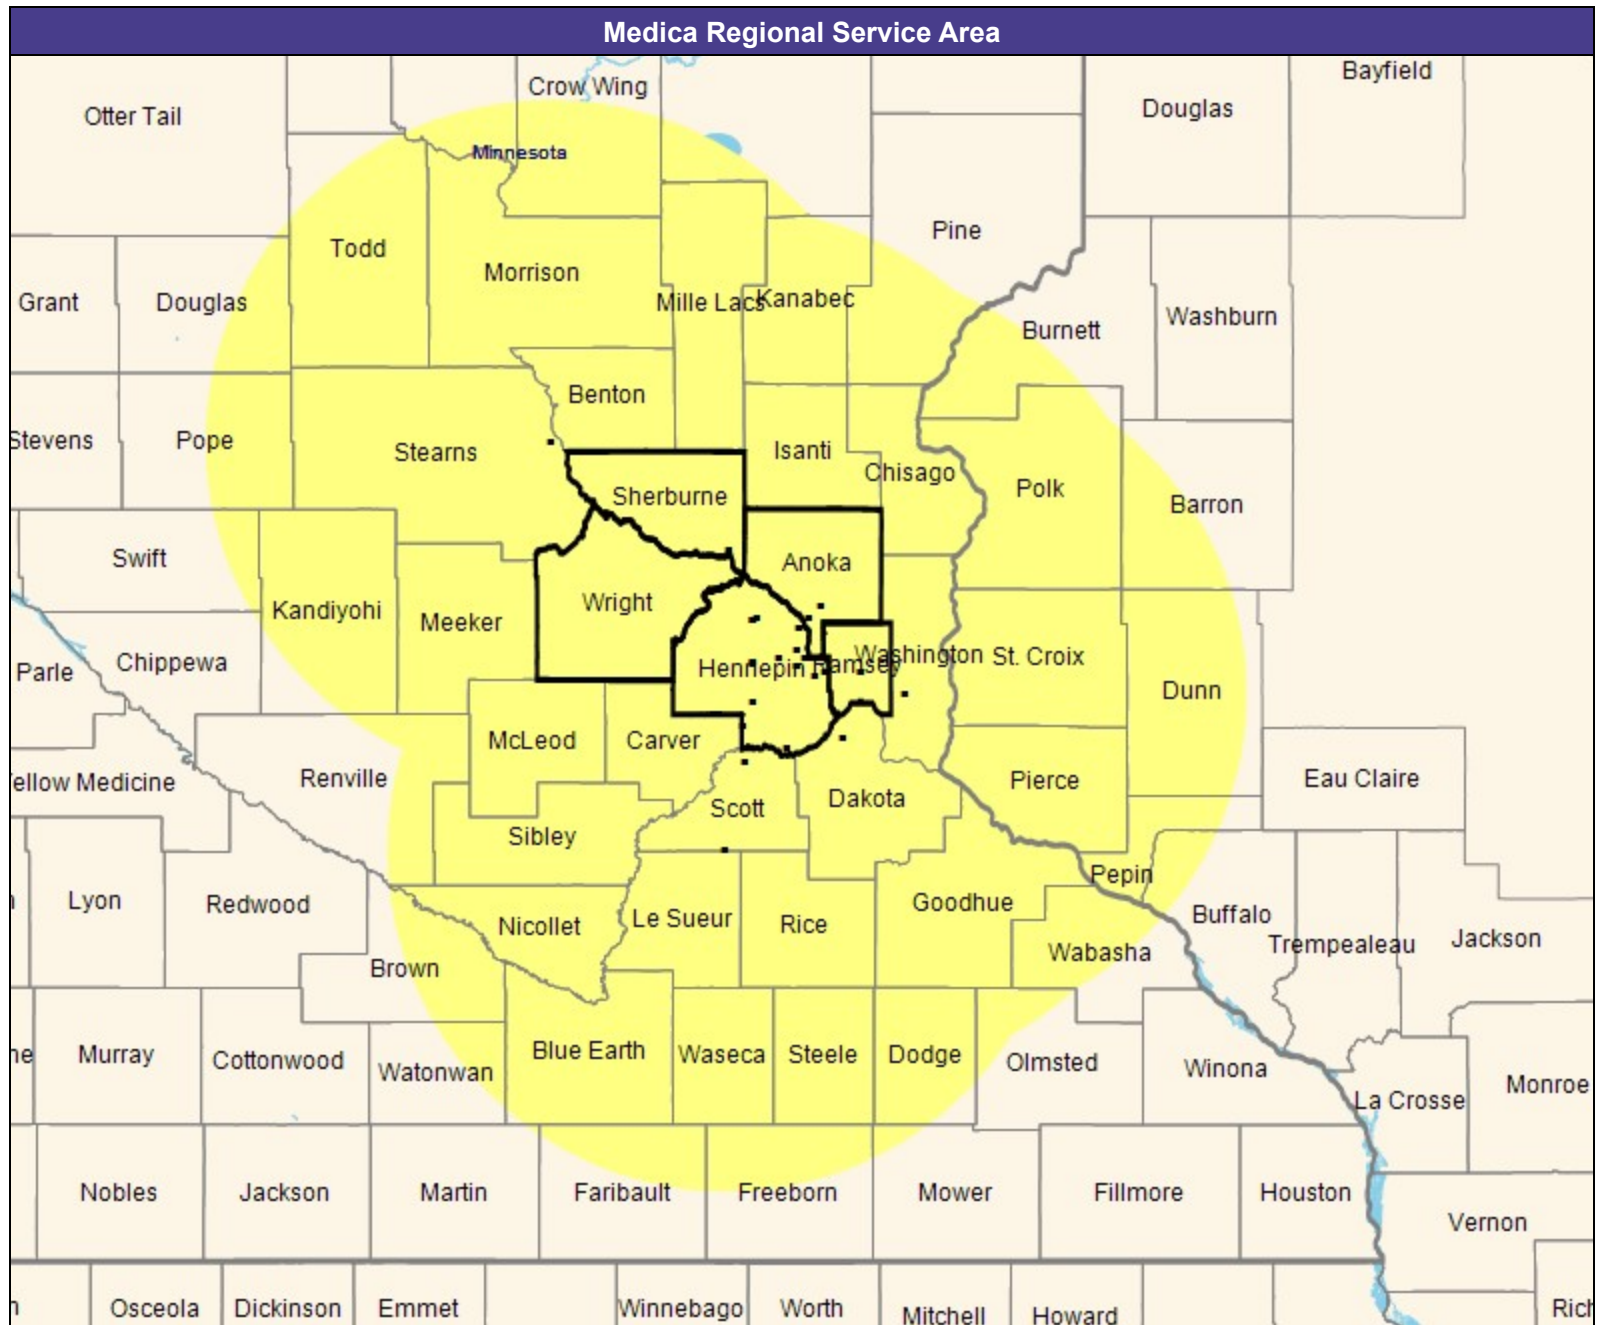 Medica Regional Service Area
Bayfield
Crow Wing
Douglas
Otter Tail
Minnesota
Pine
Todd
Morrison
Grant
Douglas
Mille Lacs
Kanabec
Washburn
Burnett
Benton
Stevens
Pope
Stearns
Isanti
Chisago
Polk
Sherburne
Barron
Swift
Anoka
Wright
Kandiyohi
Meeker
Washington
St. Croix
Parle
Chippewa
Hennepin
Ramsey
Dunn
McLeod
Carver
Renville
Eau Claire
ellow Medicine
Pierce
Scott
Dakota
Sibley
Pepin
Lyon
Redwood
Goodhue
Buffalo
Nicollet
Le Sueur
Rice
Trempealeau
Jackson
Wabasha
Brown
ne
Murray
Cottonwood
Watonwan
Blue Earth
Waseca
Steele
Dodge
Olmsted
Winona
Monroe
La Crosse
Nobles
Jackson
Martin
Faribault
Freeborn
Mower
Fillmore
Houston
Vernon
Osceola
Dickinson
Emmet
Winnebago
Worth
Mitchell
Howard
Rich